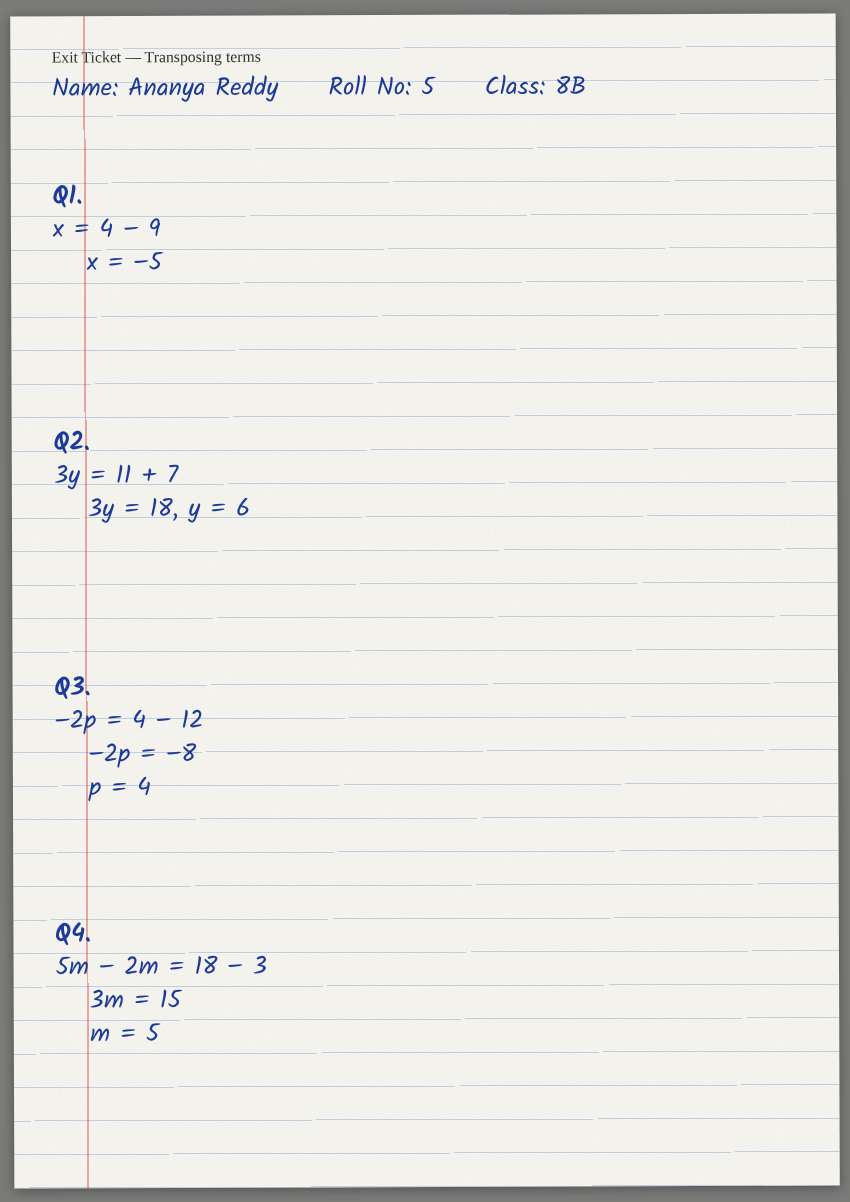 Exit Ticket — Transposing terms
Name: Ananya Reddy Roll No: 5 Class: 8B
Q1.
x = 4 − 9
x = −5
Q2.
3y = 11 + 7
3y = 18, y = 6
Q3.
−2p = 4 − 12
−2p = −8
p = 4
Q4.
5m − 2m = 18 − 3
3m = 15
m = 5